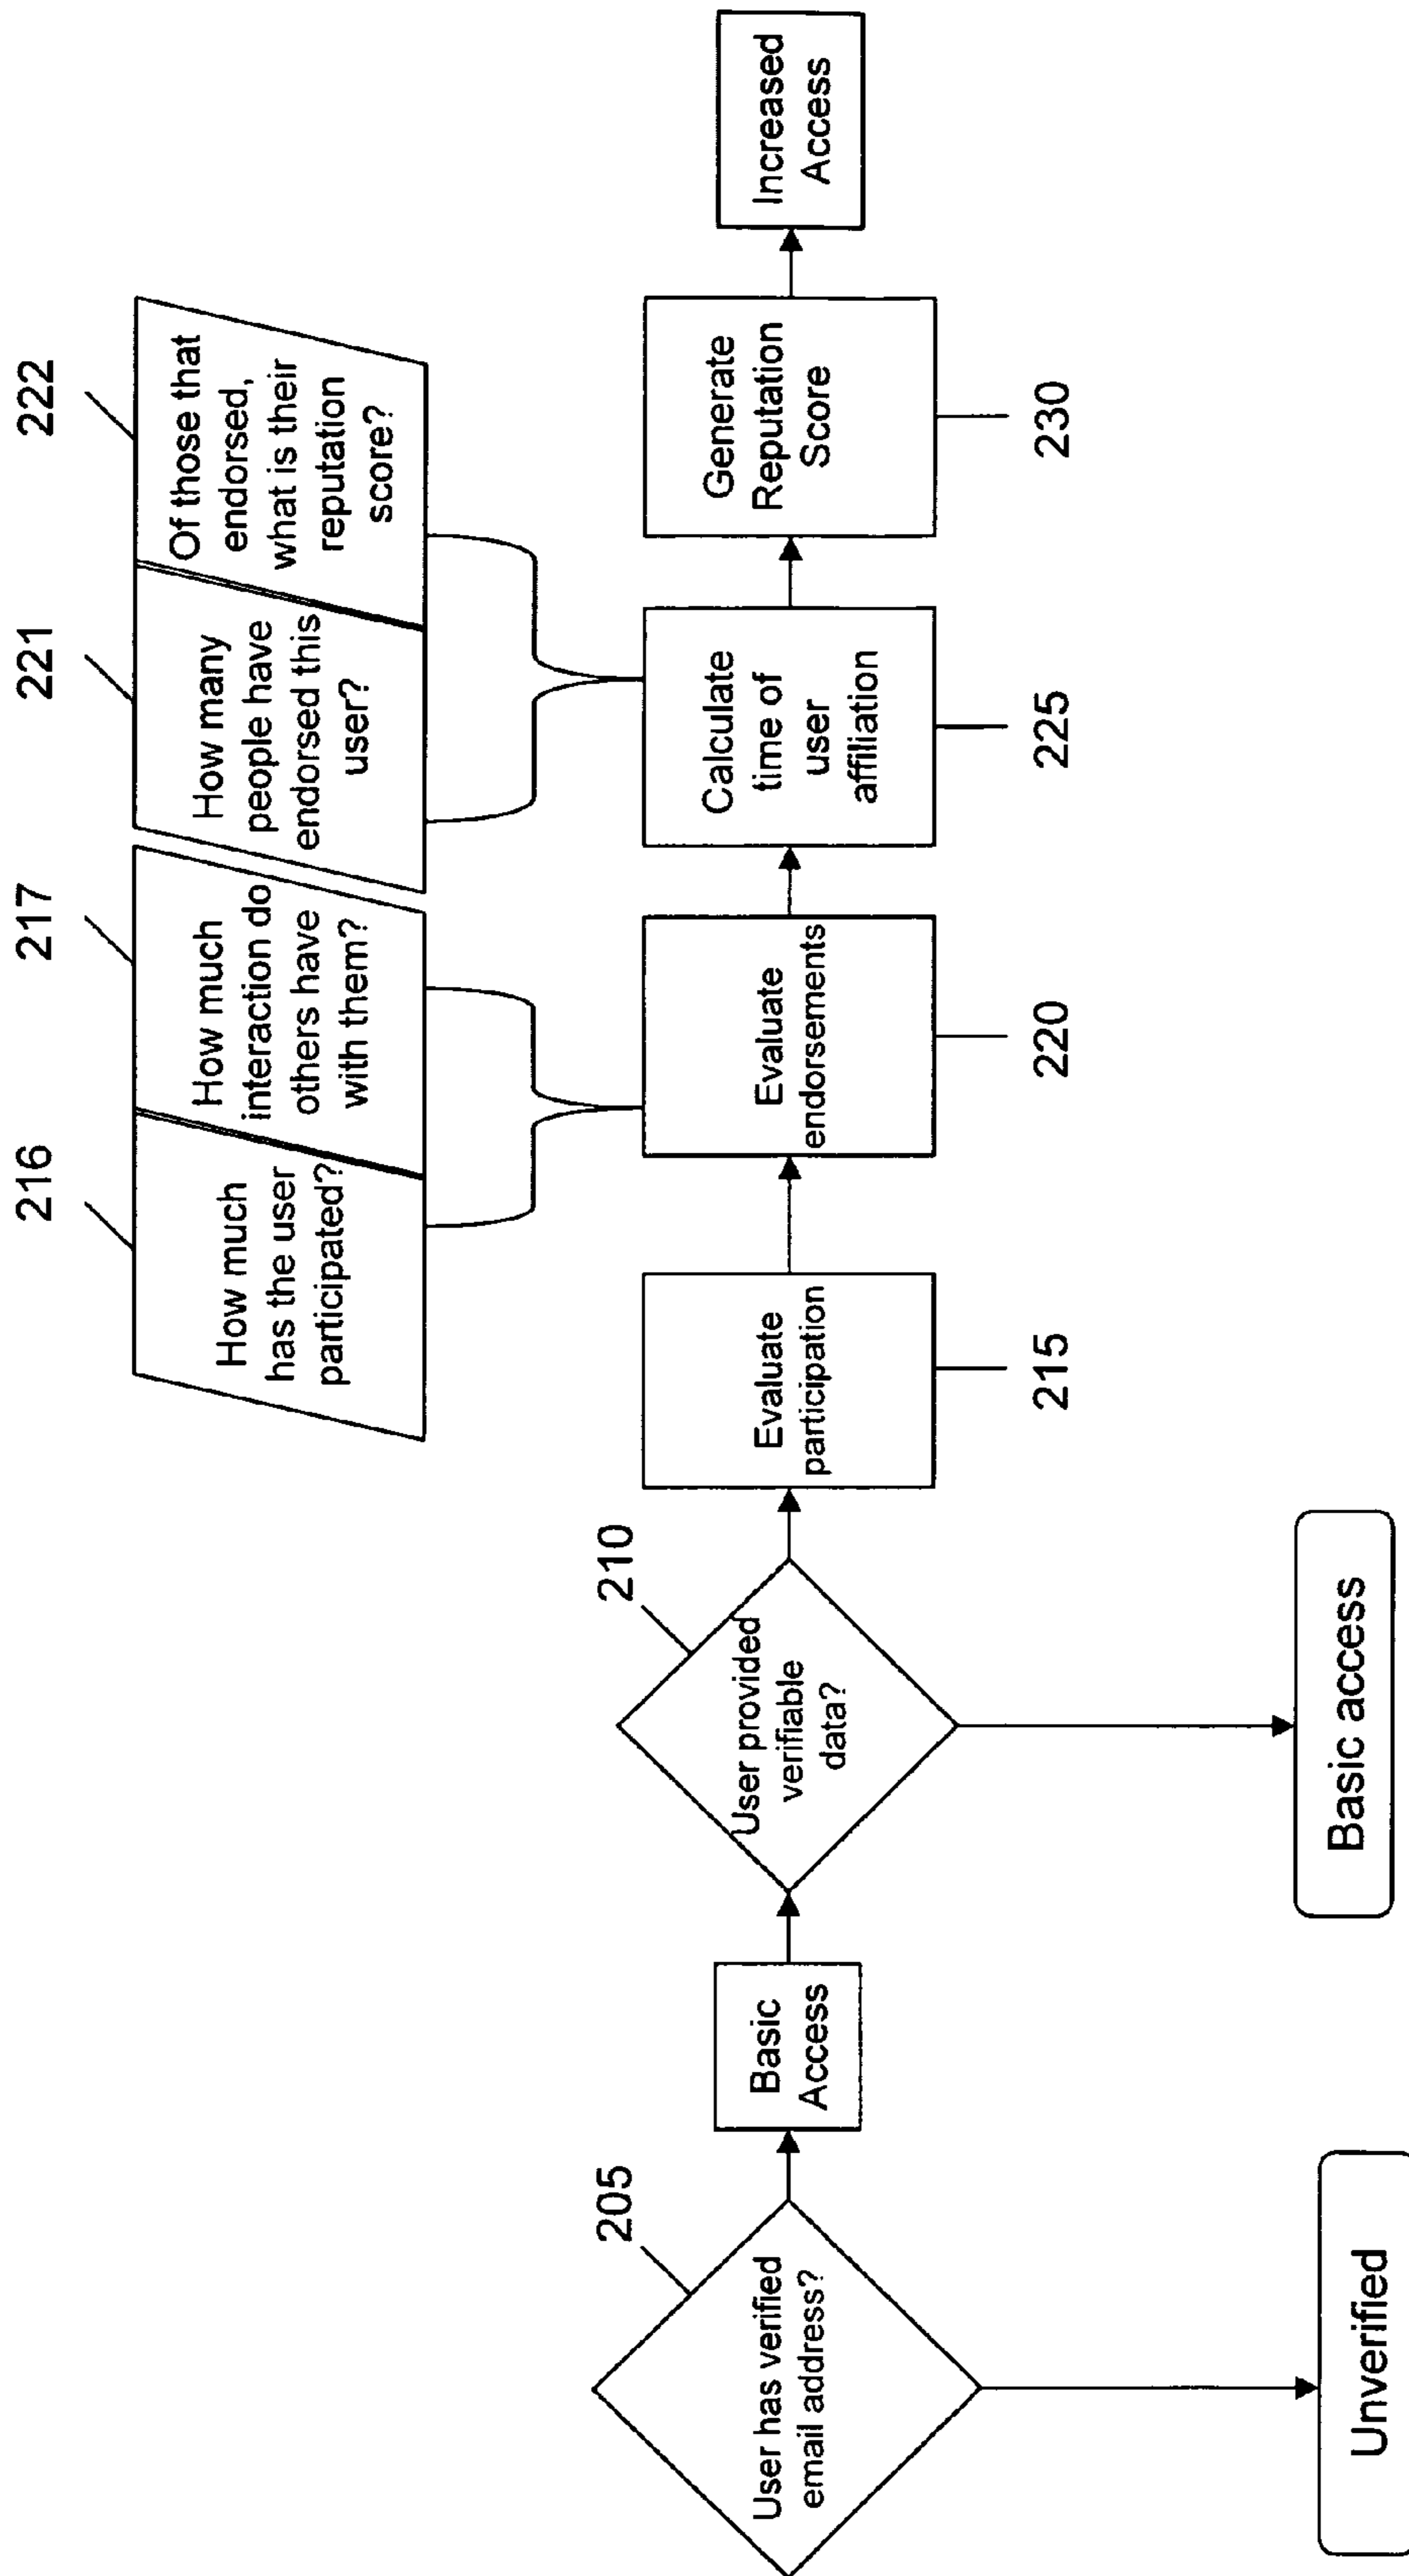 216
217
221
222
How much
has the user
participated?
How much
interaction do
others have
with them?
How many
people have
endorsed this
user?
Of those that
endorsed,
what is their
reputation
score?
205
User has verified
email address?
Basic
Access
210
User provided
verifiable
data?
Evaluate
participation
Evaluate
endorsements
Calculate
time of
user
affiliation
Generate
Reputation
Score
Increased
Access
215
220
225
230
Unverified
Basic access